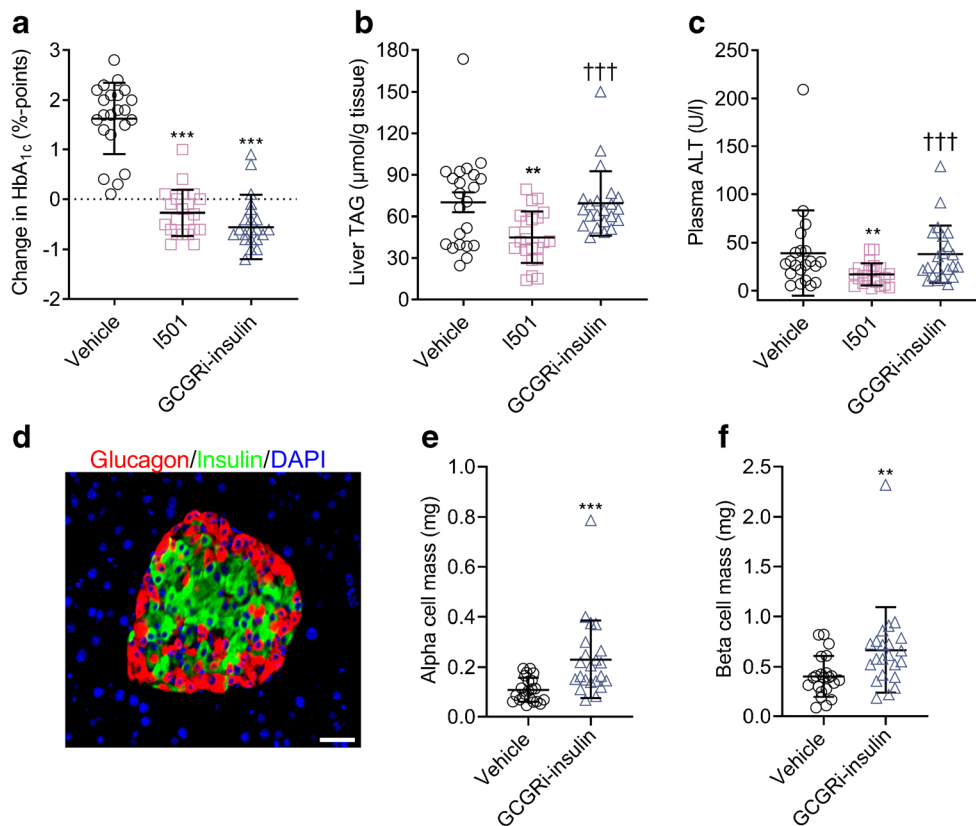 a
Change in HbA1c (%-points)
3
2
1
0
-1
-2
***
***
Vehicle
I501
GCGRi-insulin
b
Liver TAG (µmol/g tissue)
180
150
120
90
60
30
0
**
†††
Vehicle
I501
GCGRi-insulin
c
Plasma ALT (U/l)
250
200
150
100
50
0
**
†††
Vehicle
I501
GCGRi-insulin
d
Glucagon/Insulin/DAPI
e
Alpha cell mass (mg)
1.0
0.8
0.6
0.4
0.2
0.0
***
Vehicle
GCGRi-insulin
f
Beta cell mass (mg)
2.5
2.0
1.5
1.0
0.5
0.0
**
Vehicle
GCGRi-insulin